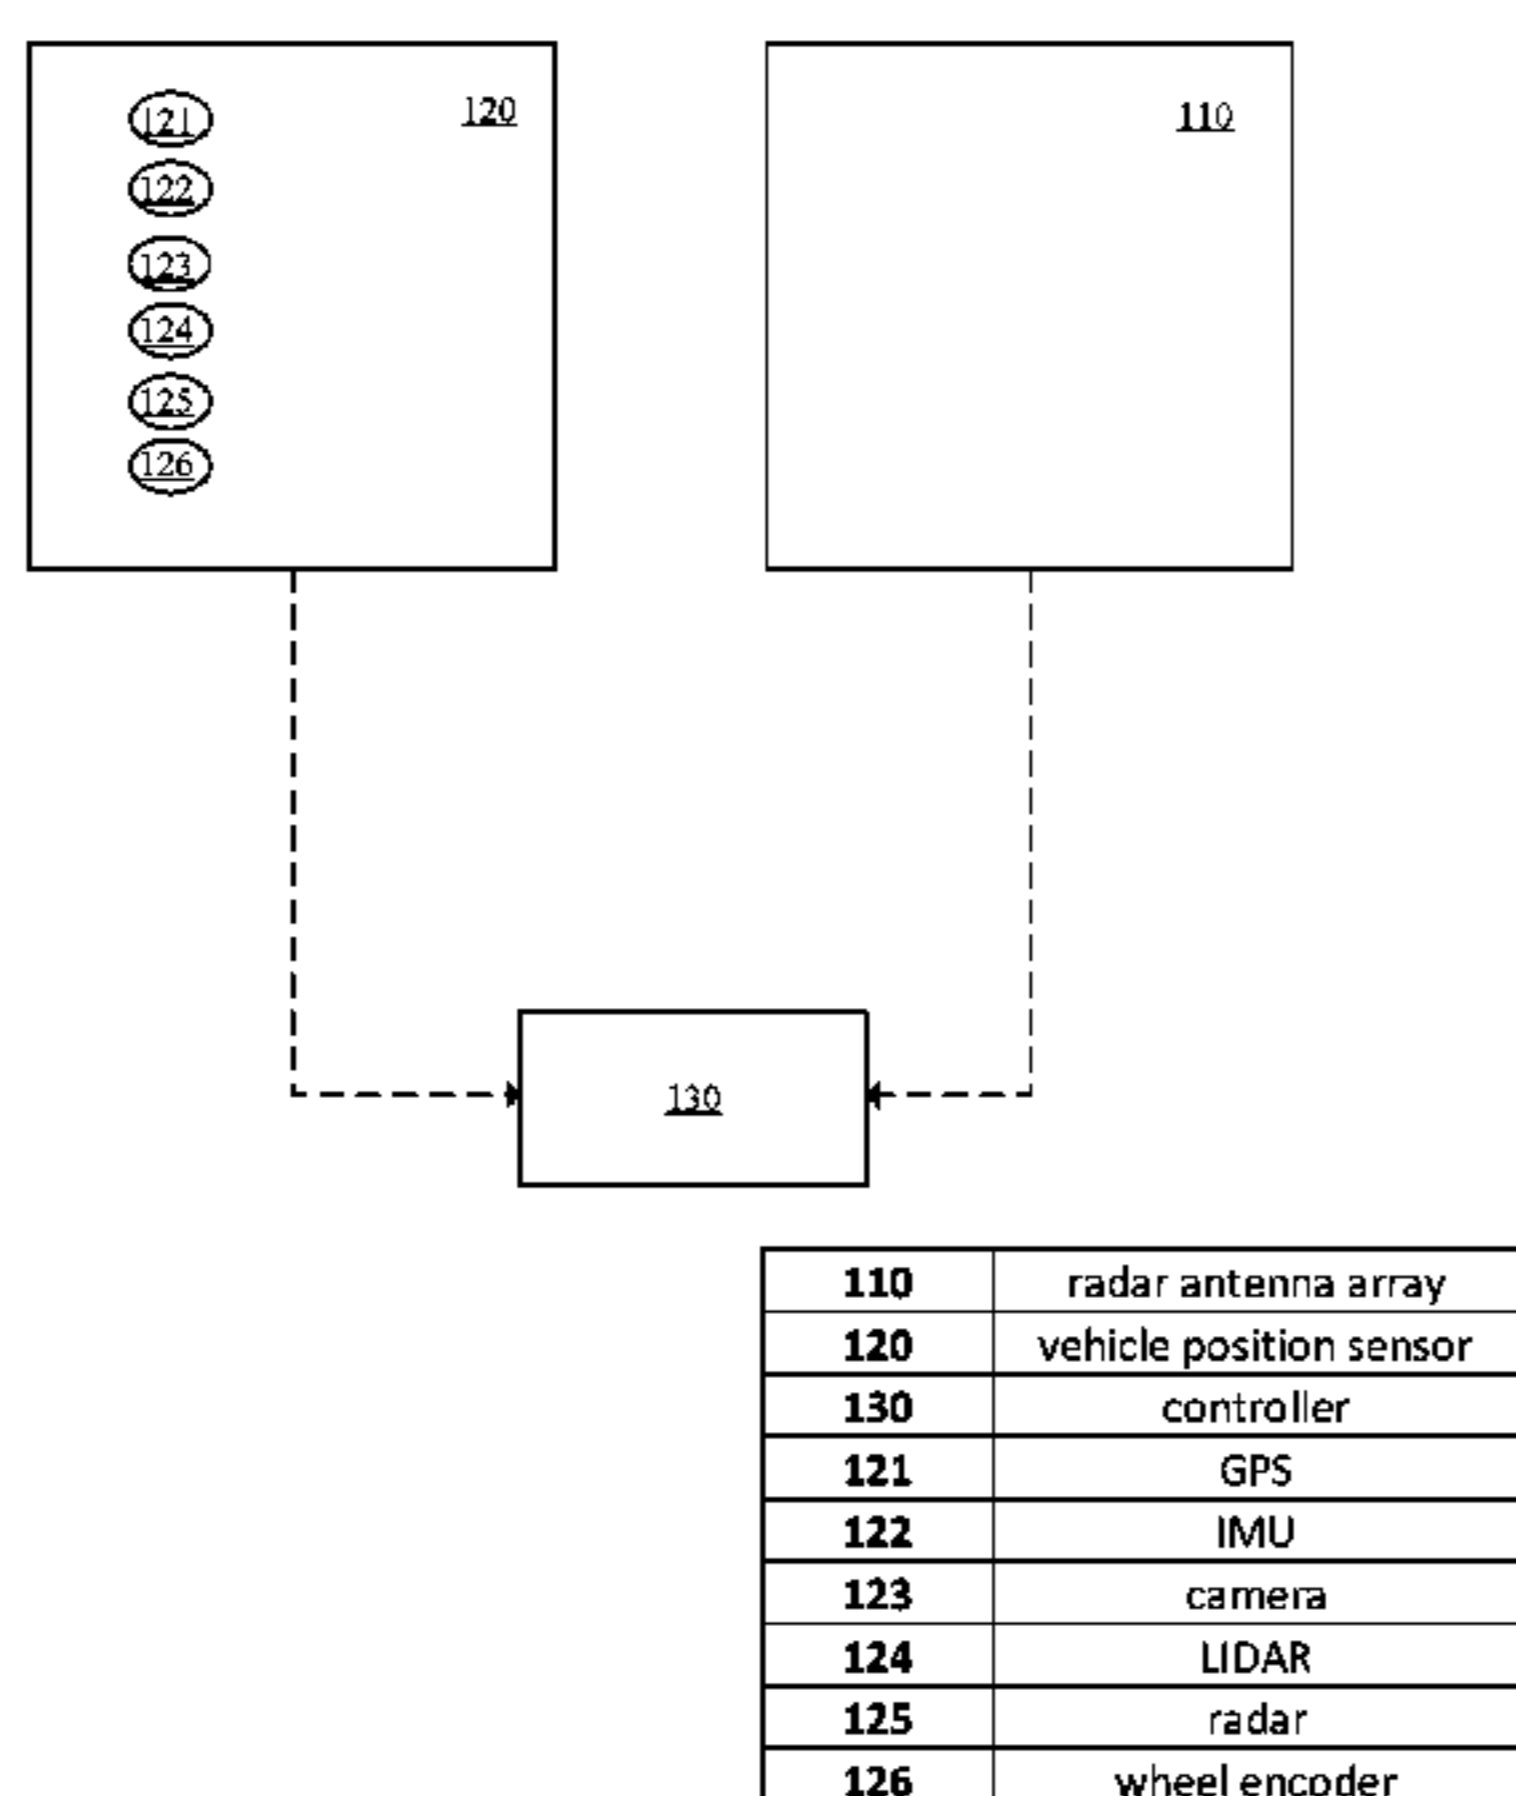 120
110
121
122
123
124
125
126
130
110 radar antenna array
120 vehicle position sensor
130 controller
121 GPS
122 IMU
123 camera
124 LIDAR
125 radar
126 wheel encoder